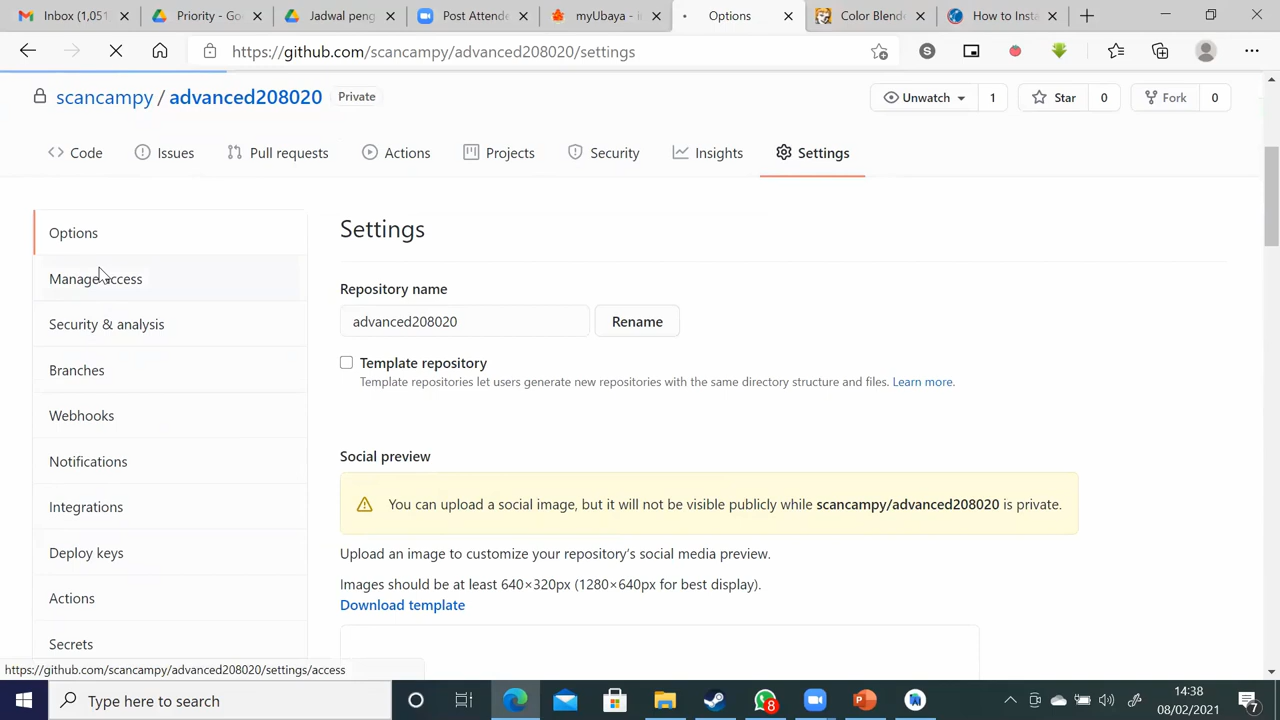 Inbox (1,051
Priority - Go
Jadwal peng
Post Attende
myUbaya - i
Options
Color Blende
How to Insta
https://github.com/scancampy/advanced208020/settings
scancampy / advanced208020 Private
Unwatch 1 Star 0 Fork 0
Code Issues Pull requests Actions Projects Security Insights Settings
Options
Manage access
Security & analysis
Branches
Webhooks
Notifications
Integrations
Deploy keys
Actions
Secrets
Settings
Repository name
advanced208020 Rename
Template repository
Template repositories let users generate new repositories with the same directory structure and files. Learn more.
Social preview
You can upload a social image, but it will not be visible publicly while scancampy/advanced208020 is private.
Upload an image to customize your repository's social media preview.
Images should be at least 640×320px (1280×640px for best display).
Download template
https://github.com/scancampy/advanced208020/settings/access
Type here to search
8
14:38
08/02/2021
7